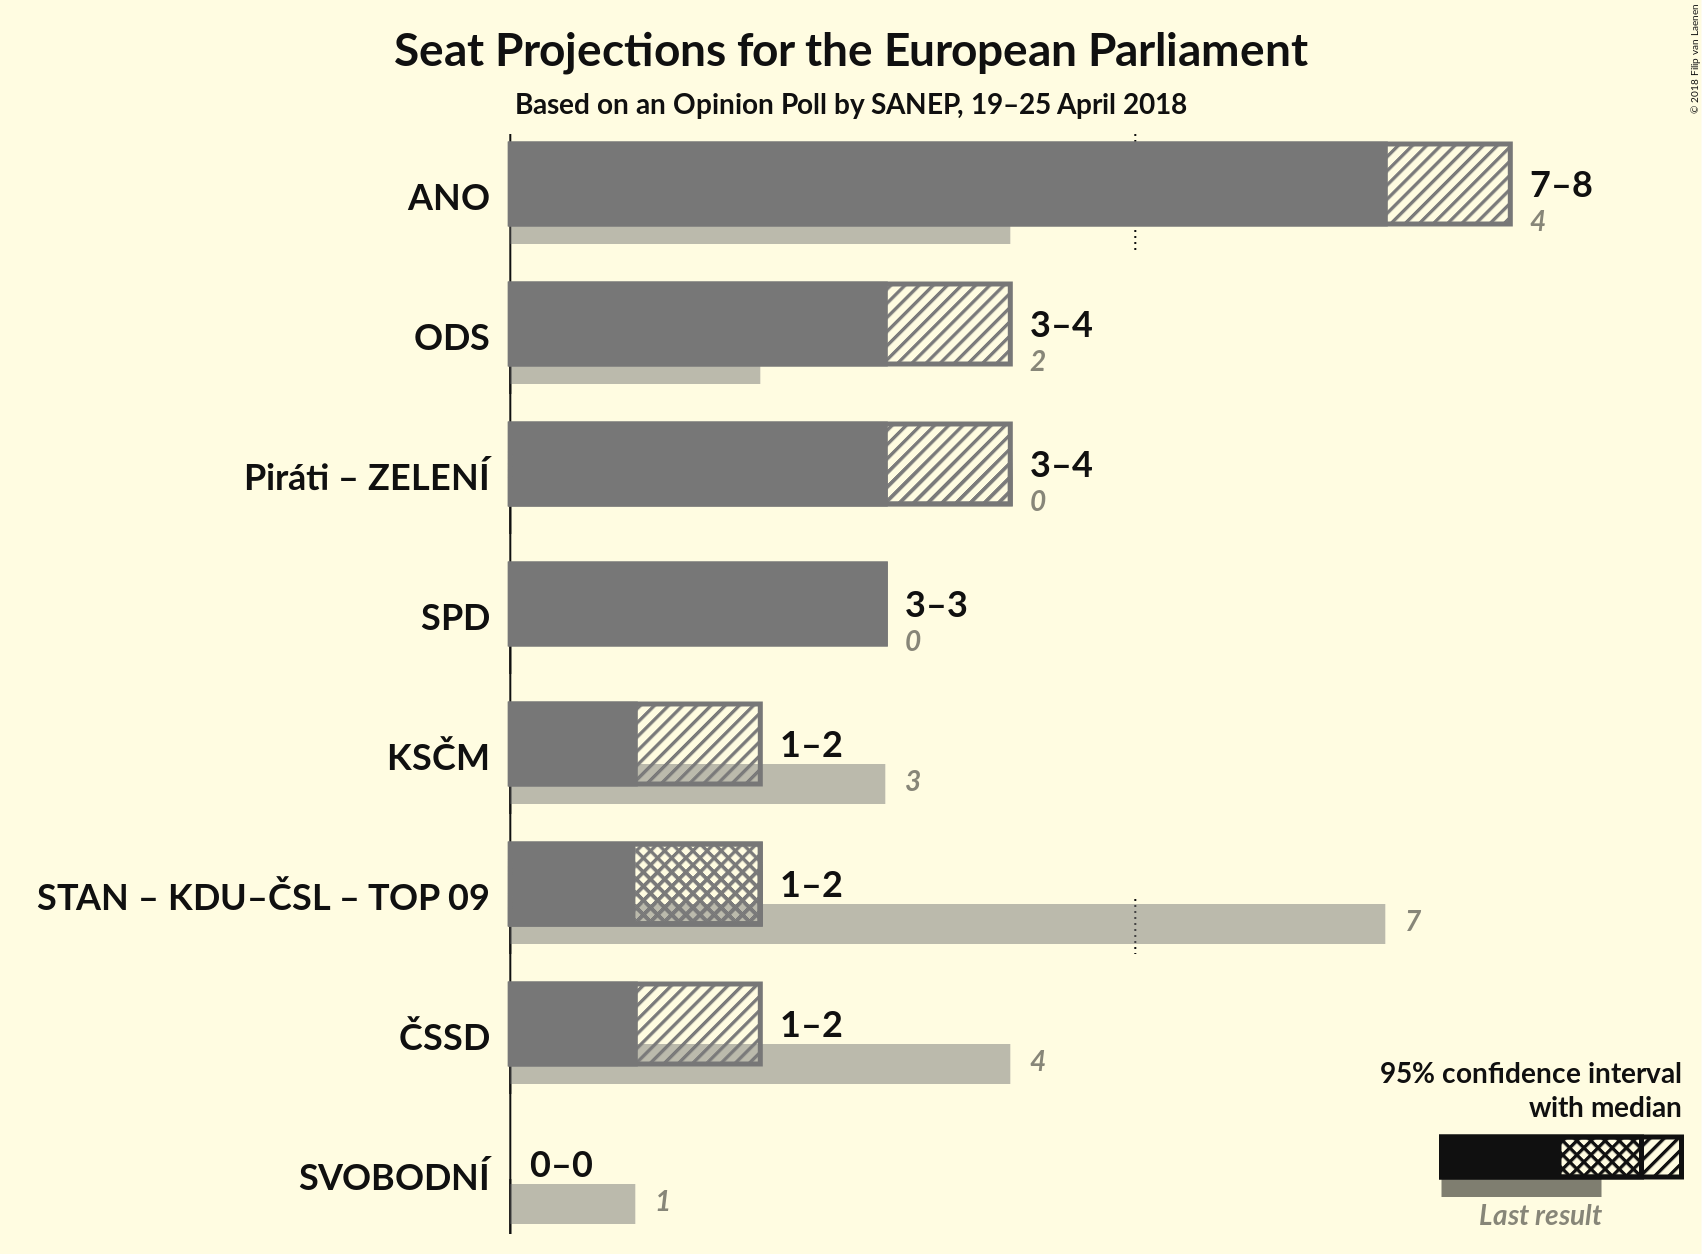 Seat Projections for the European Parliament
Based on an Opinion Poll by SANEP, 19–25 April 2018
© 2018 Filip van Laenen
ANO
7–8
4
ODS
3–4
2
Piráti – ZELENÍ
3–4
0
SPD
3–3
0
KSČM
1–2
3
STAN – KDU–ČSL – TOP 09
1–2
7
ČSSD
1–2
4
SVOBODNÍ
0–0
1
95% confidence interval
with median
Last result